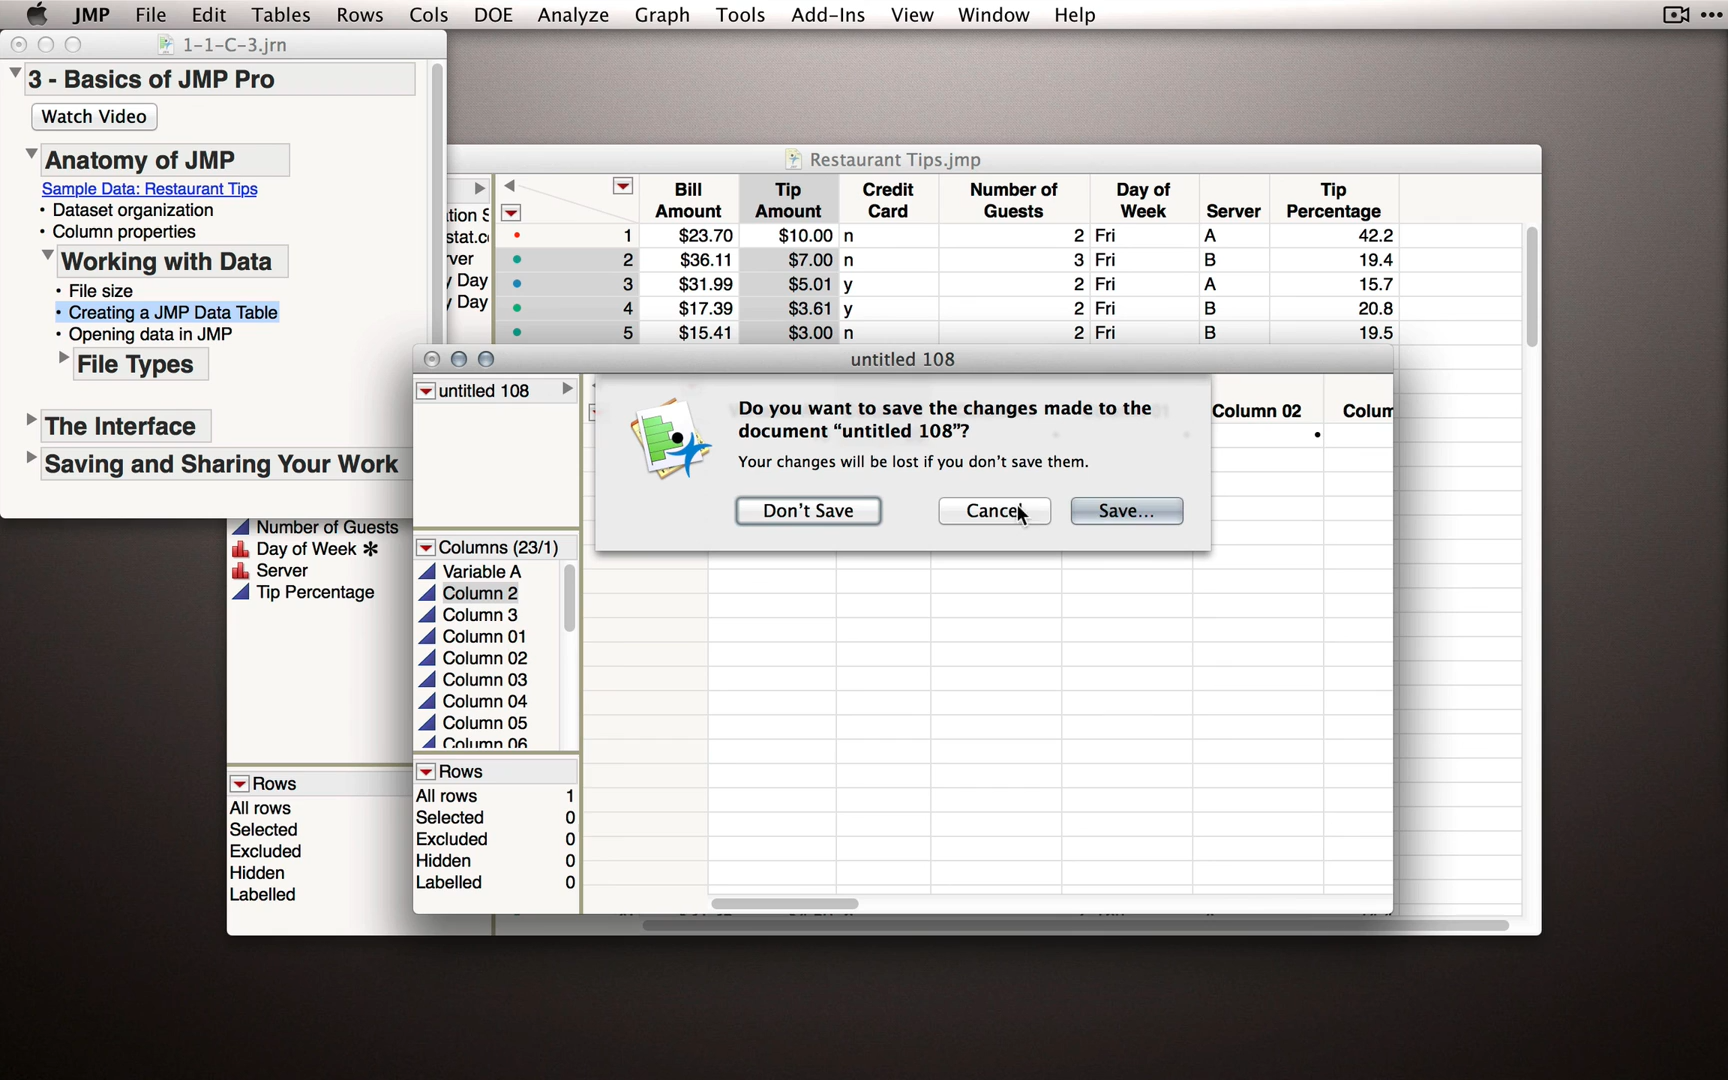 JMP File Edit Tables Rows Cols DOE Analyze Graph Tools Add-Ins View Window Help
1-1-C-3.jrn
3 - Basics of JMP Pro
Watch Video
Anatomy of JMP
Sample Data: Restaurant Tips
• Dataset organization
• Column properties
Working with Data
• File size
• Creating a JMP Data Table
• Opening data in JMP
File Types
The Interface
Saving and Sharing Your Work
Restaurant Tips.jmp
Bill Amount Tip Amount Credit Card Number of Guests Day of Week Server Tip Percentage
1 $23.70 $10.00 n 2 Fri A 42.2
2 $36.11 $7.00 n 3 Fri B 19.4
3 $31.99 $5.01 y 2 Fri A 15.7
4 $17.39 $3.61 y 2 Fri B 20.8
5 $15.41 $3.00 n 2 Fri B 19.5
Day
Day
Number of Guests
Day of Week *
Server
Tip Percentage
Rows
All rows
Selected
Excluded
Hidden
Labelled
untitled 108
untitled 108
Do you want to save the changes made to the
document “untitled 108”?
Your changes will be lost if you don’t save them.
Don’t Save Cancel Save...
Column 02
Columns (23/1)
Variable A
Column 2
Column 3
Column 01
Column 02
Column 03
Column 04
Column 05
Column 06
Rows
All rows 1
Selected 0
Excluded 0
Hidden 0
Labelled 0